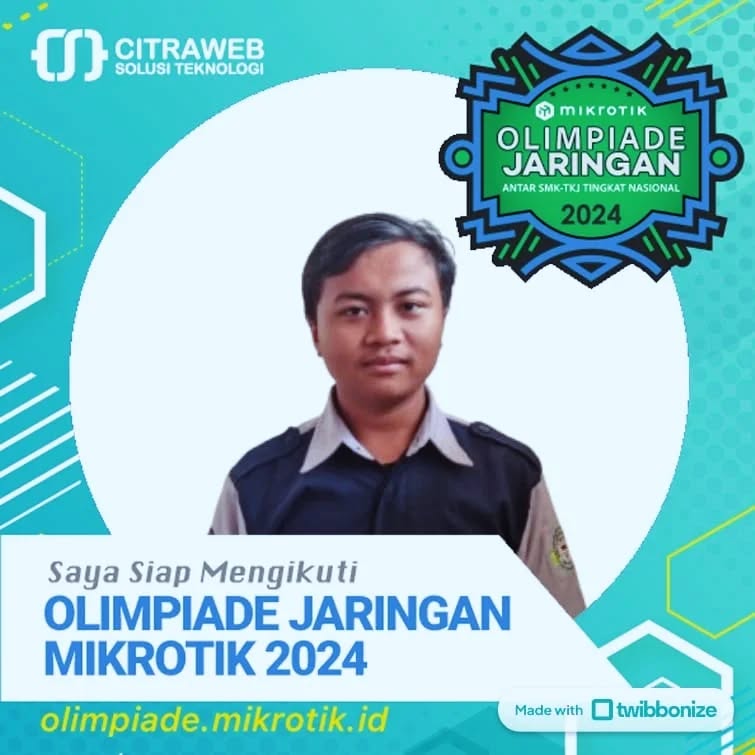 CITRAWEB
SOLUSI TEKNOLOGI
mikrotik
OLIMPIADE
JARINGAN
ANTAR SMK-TKJ TINGKAT NASIONAL
2024
Saya Siap Mengikuti
OLIMPIADE JARINGAN
MIKROTIK 2024
olimpiade.mikrotik.id
Made with twibbonize